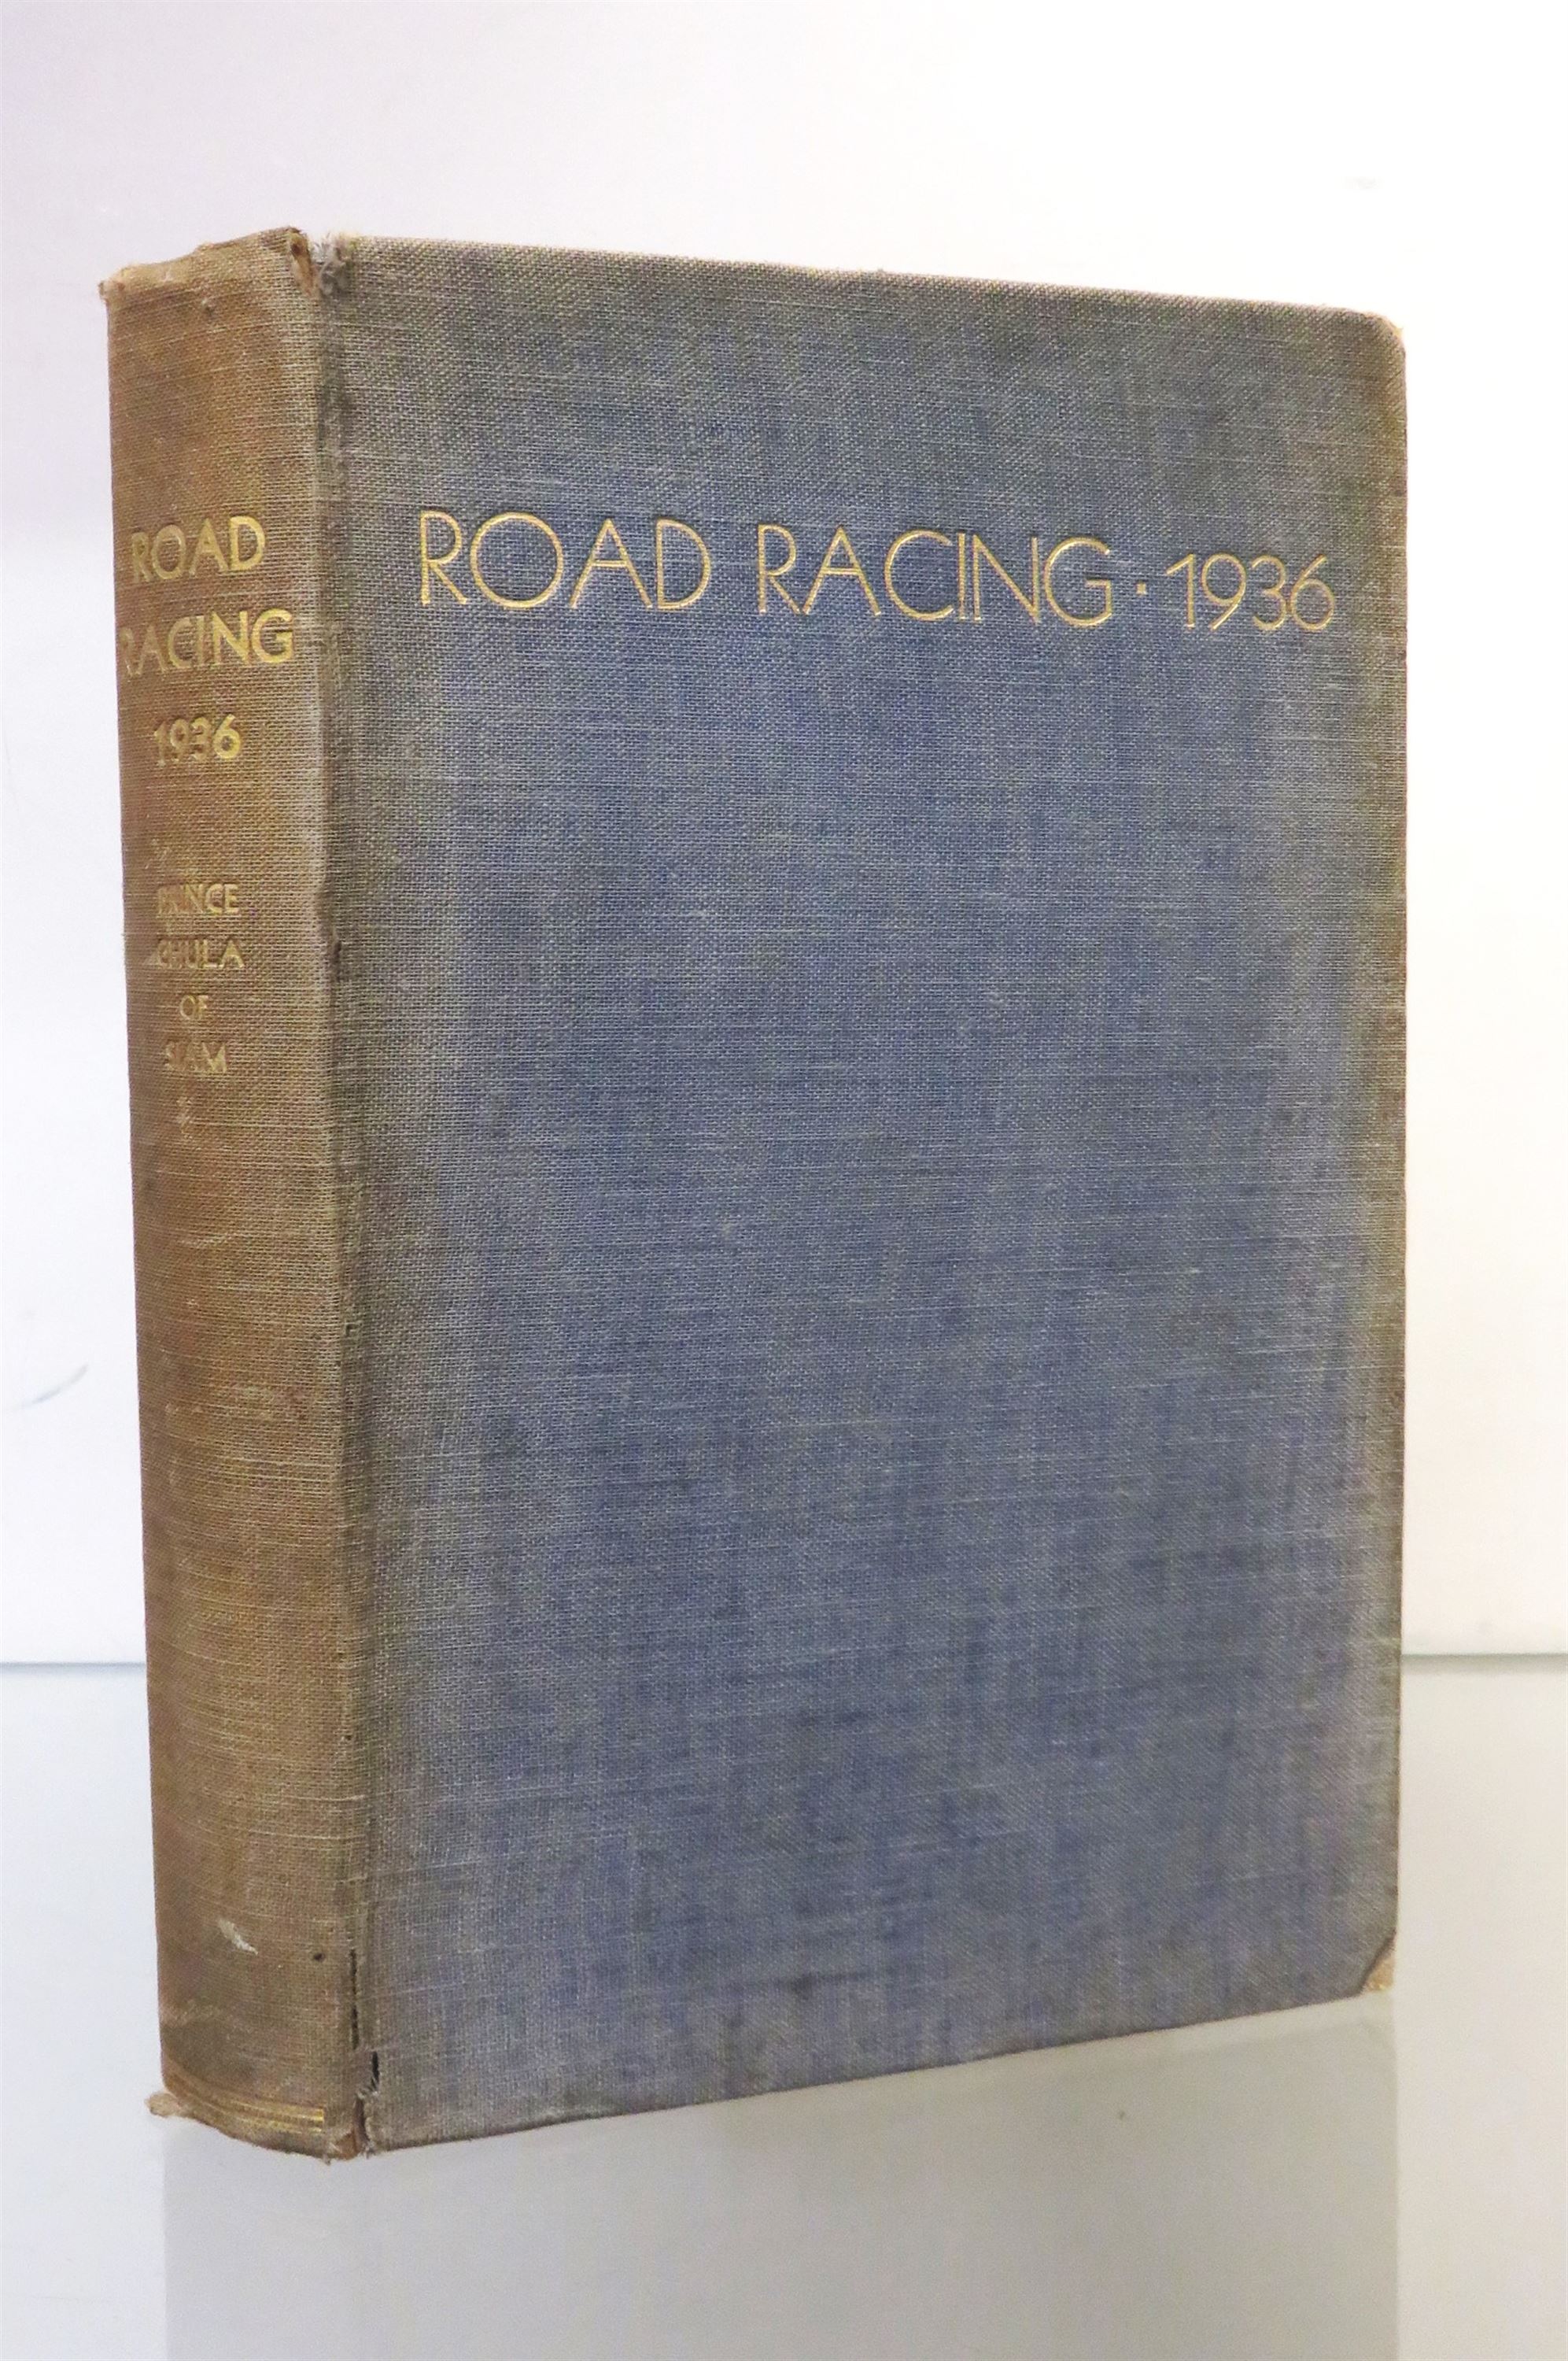 ROAD
RACING
1936
PRINCE
CHULA
OF
SIAM
ROAD RACING · 1936